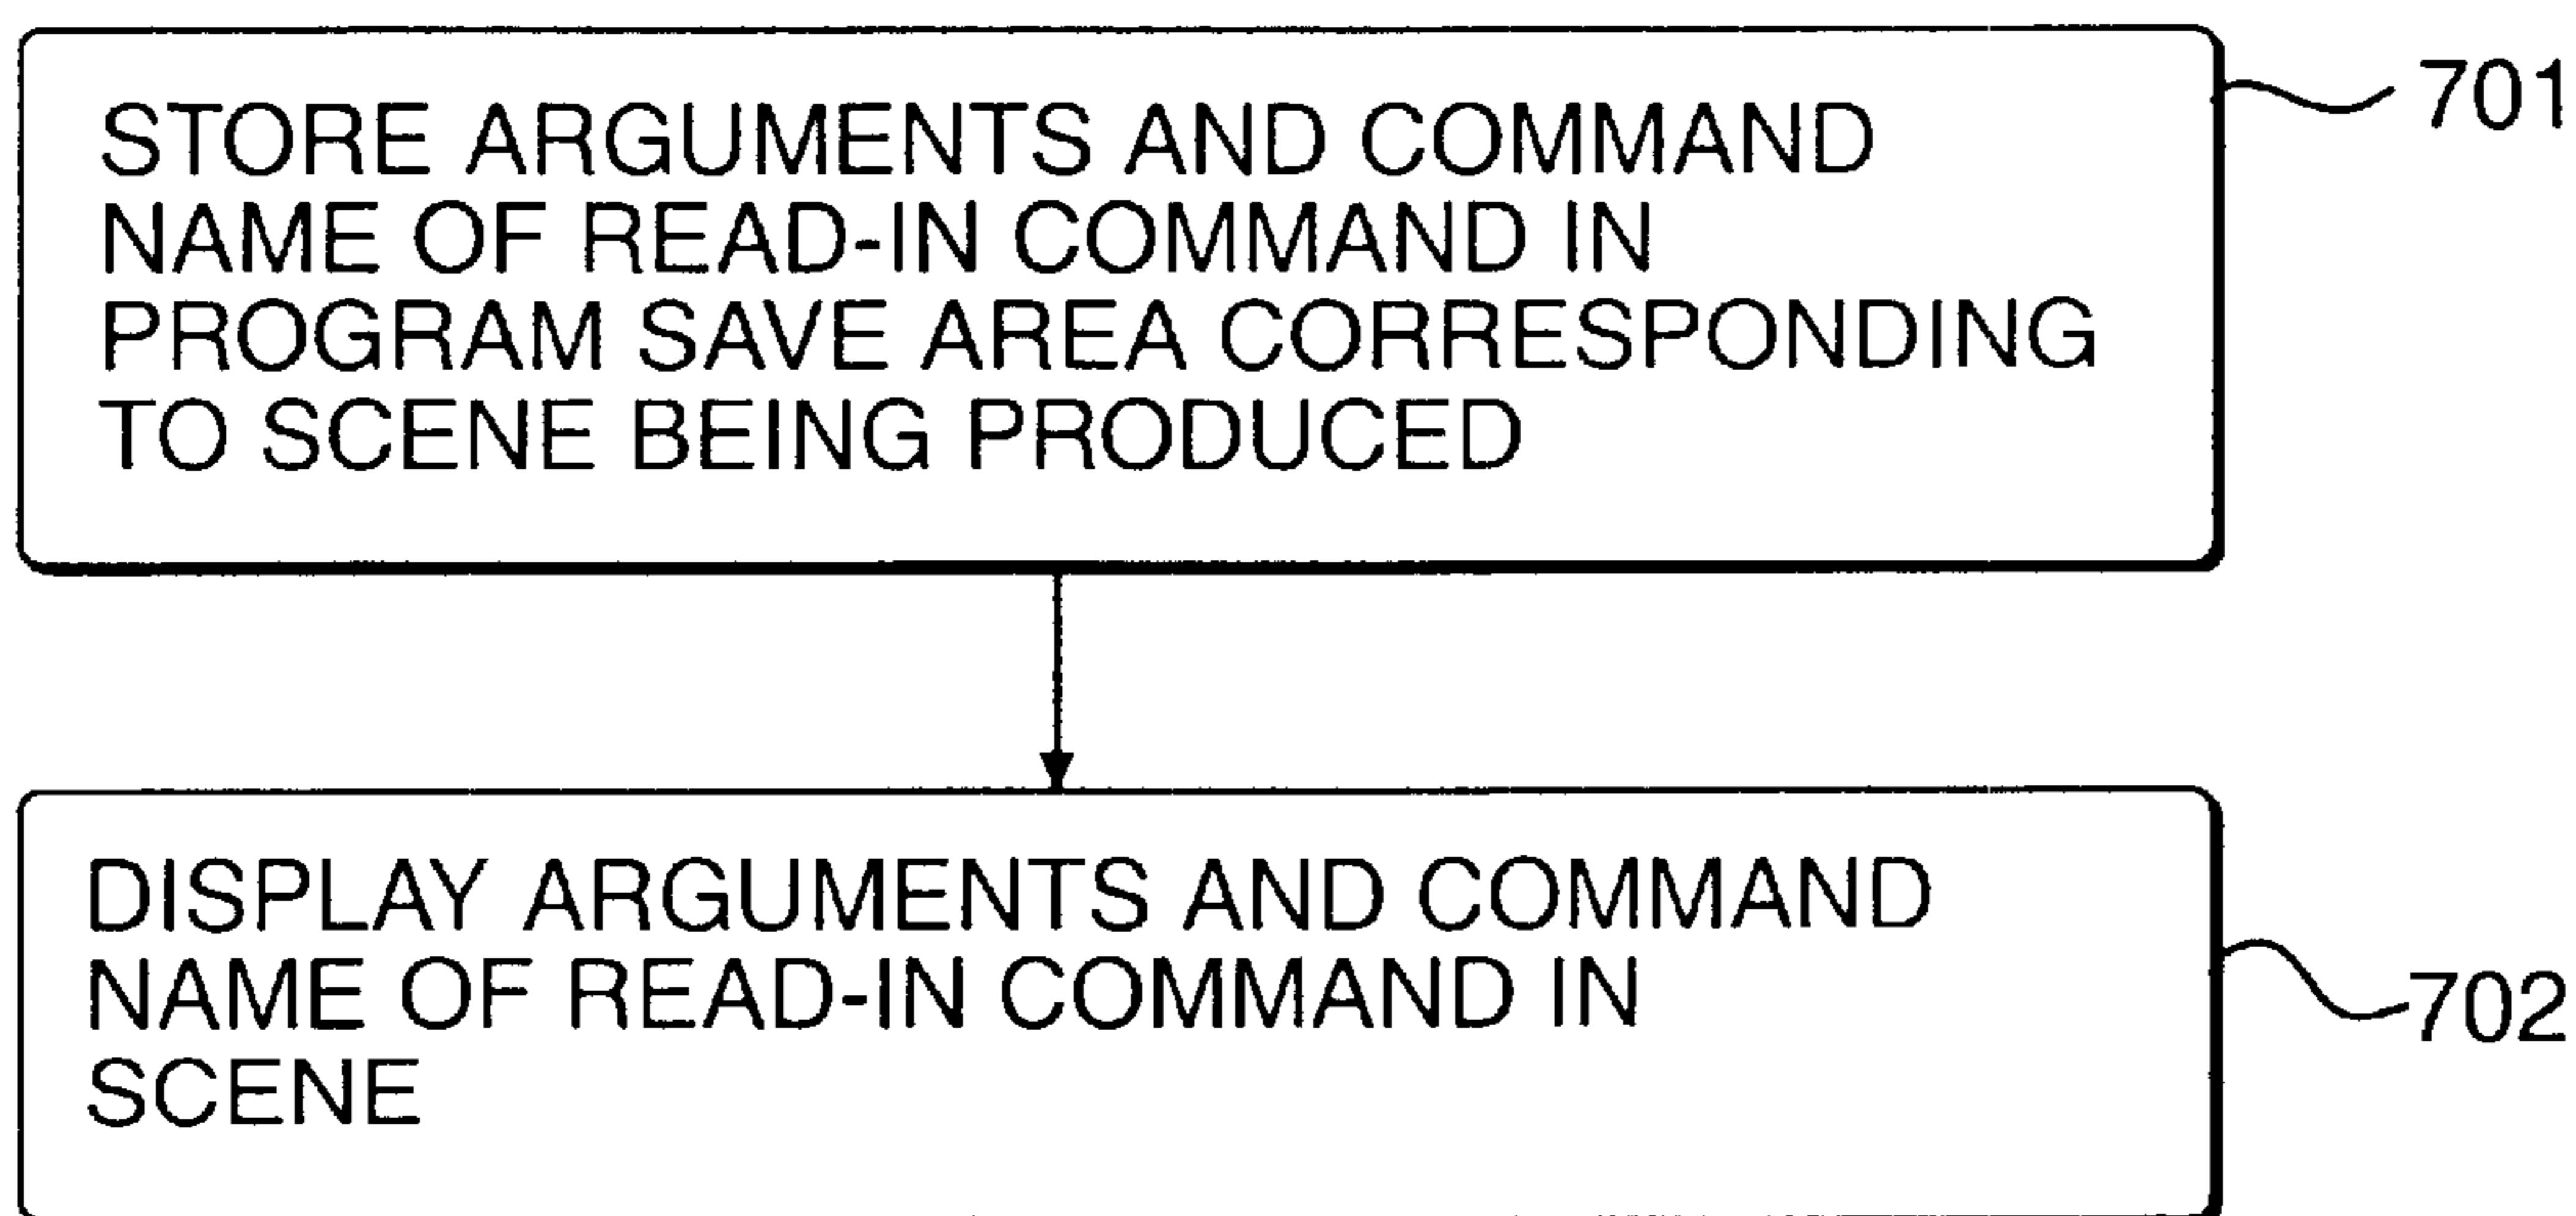 STORE ARGUMENTS AND COMMAND
NAME OF READ-IN COMMAND IN
PROGRAM SAVE AREA CORRESPONDING
TO SCENE BEING PRODUCED
701
DISPLAY ARGUMENTS AND COMMAND
NAME OF READ-IN COMMAND IN
SCENE
702